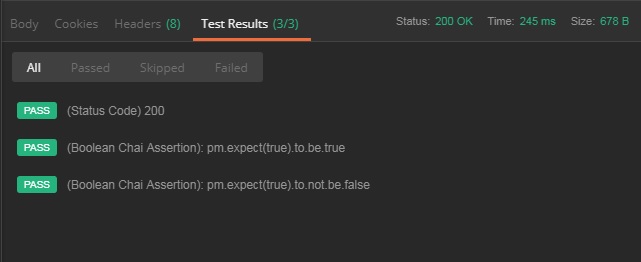 Body Cookies Headers (8) Test Results (3/3) Status: 200 OK Time: 245 ms Size: 678 B
All Passed Skipped Failed
PASS (Status Code) 200
PASS (Boolean Chai Assertion): pm.expect(true).to.be.true
PASS (Boolean Chai Assertion): pm.expect(true).to.not.be.false